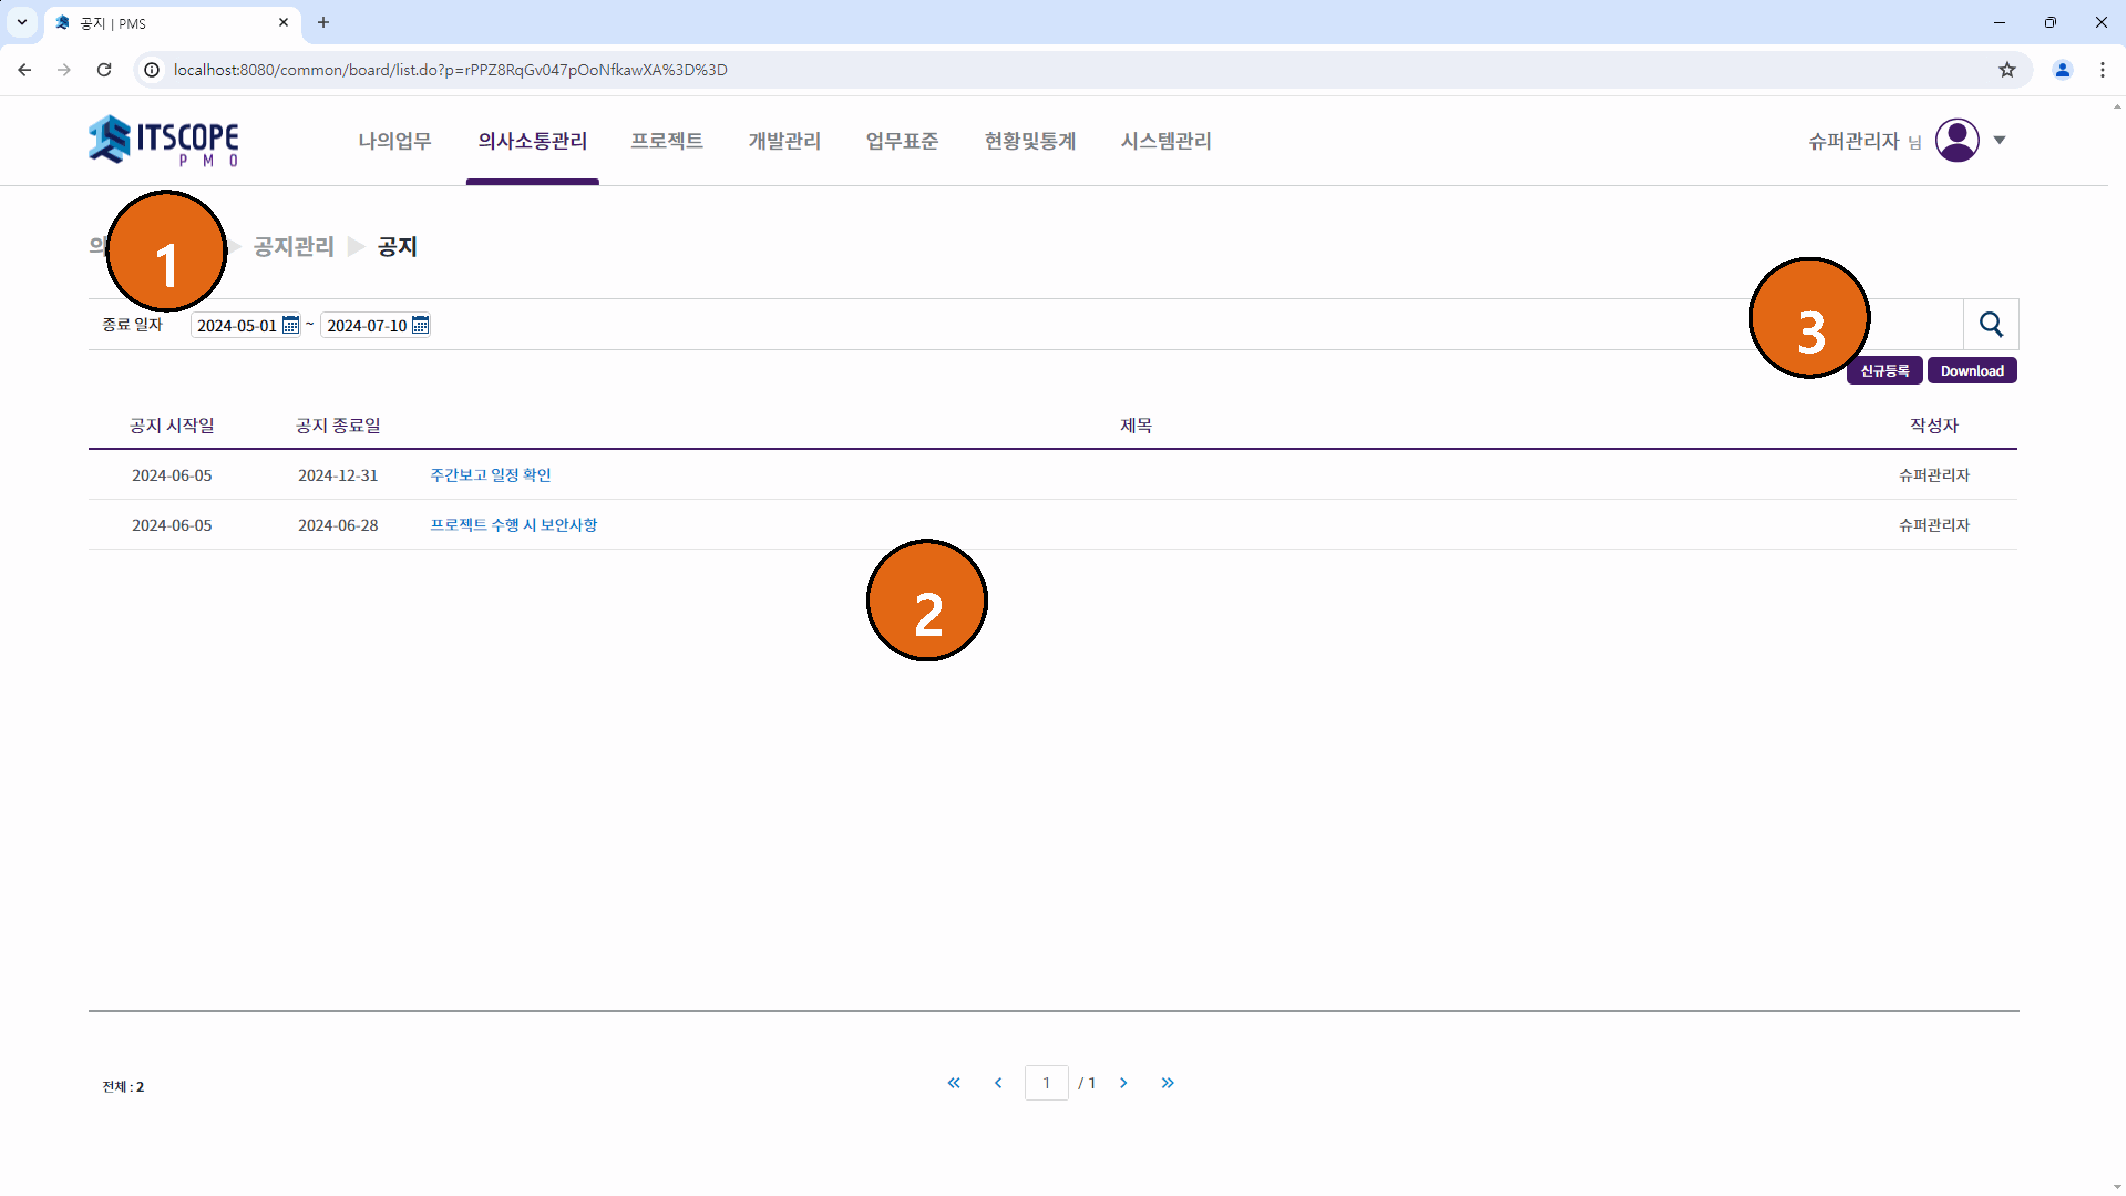 공지 | PMS
localhost:8080/common/board/list.do?p=rPPZ8RqGv047pOoNfkawXA%3D%3D
ITSCOPE
PMO
나의업무 의사소통관리 프로젝트 개발관리 업무표준 현황및통계 시스템관리 슈퍼관리자 님
1
공지관리 공지
3
종료 일자 2024-05-01 ~ 2024-07-10
신규등록 Download
공지 시작일 공지 종료일 제목 작성자
2024-06-05 2024-12-31 주간보고 일정 확인 슈퍼관리자
2024-06-05 2024-06-28 프로젝트 수행 시 보안사항 슈퍼관리자
2
전체 : 2 « ‹ 1 / 1 › »